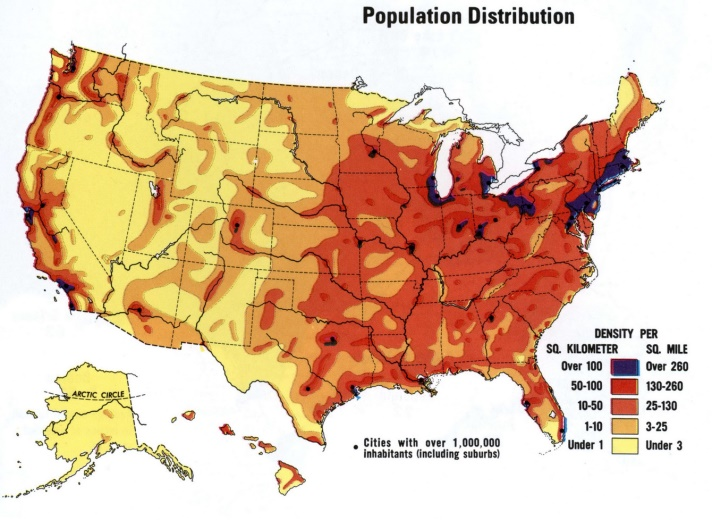 Population Distribution
ARCTIC CIRCLE
DENSITY PER
SQ. KILOMETER SQ. MILE
Over 100 Over 260
50-100 130-260
10-50 25-130
1-10 3-25
Under 1 Under 3
• Cities with over 1,000,000
inhabitants (including suburbs)